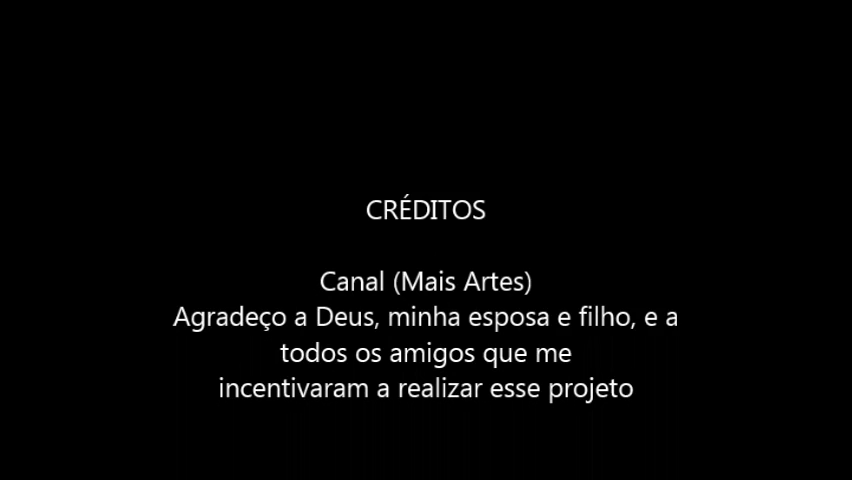 CRÉDITOS
Canal (Mais Artes)
Agradeço a Deus, minha esposa e filho, e a
todos os amigos que me
incentivaram a realizar esse projeto